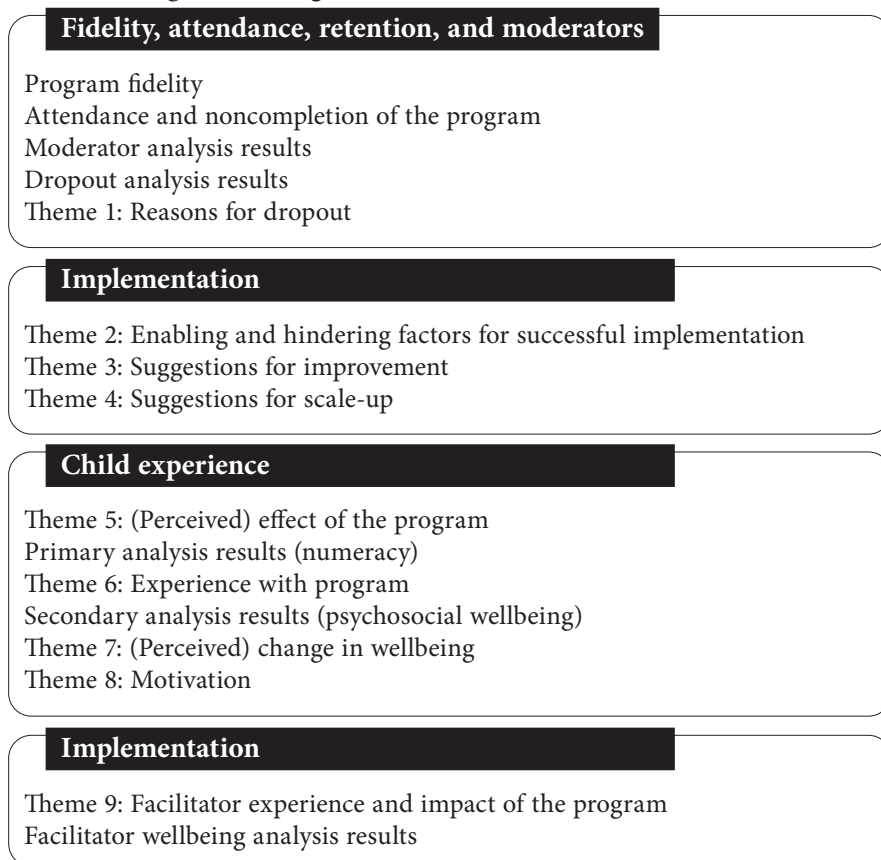 Fidelity, attendance, retention, and moderators
Program fidelity
Attendance and noncompletion of the program
Moderator analysis results
Dropout analysis results
Theme 1: Reasons for dropout
Implementation
Theme 2: Enabling and hindering factors for successful implementation
Theme 3: Suggestions for improvement
Theme 4: Suggestions for scale-up
Child experience
Theme 5: (Perceived) effect of the program
Primary analysis results (numeracy)
Theme 6: Experience with program
Secondary analysis results (psychosocial wellbeing)
Theme 7: (Perceived) change in wellbeing
Theme 8: Motivation
Implementation
Theme 9: Facilitator experience and impact of the program
Facilitator wellbeing analysis results